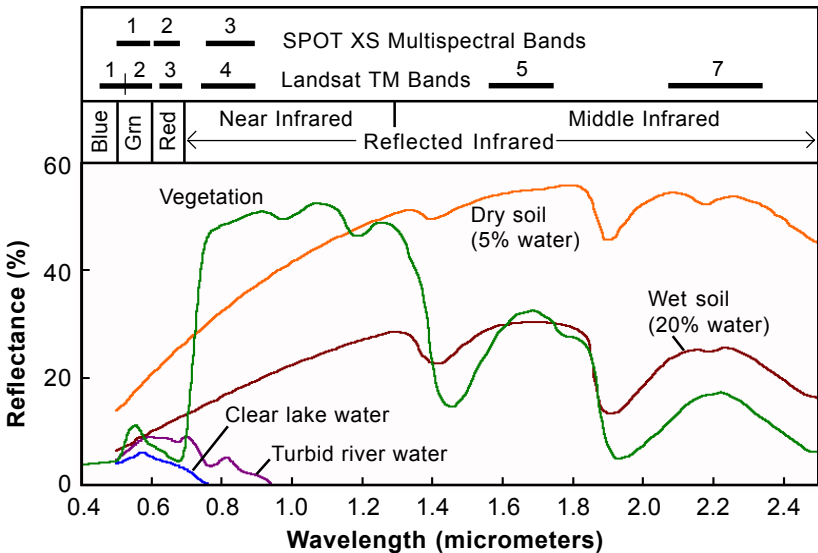 1 2 3
SPOT XS Multispectral Bands
1 2 3 4 5 7
Landsat TM Bands
Blue
Grn
Red
Near Infrared
Middle Infrared
Reflected Infrared
60
40
20
0
Reflectance (%)
Vegetation
Dry soil
(5% water)
Wet soil
(20% water)
Clear lake water
Turbid river water
0.4 0.6 0.8 1.0 1.2 1.4 1.6 1.8 2.0 2.2 2.4
Wavelength (micrometers)